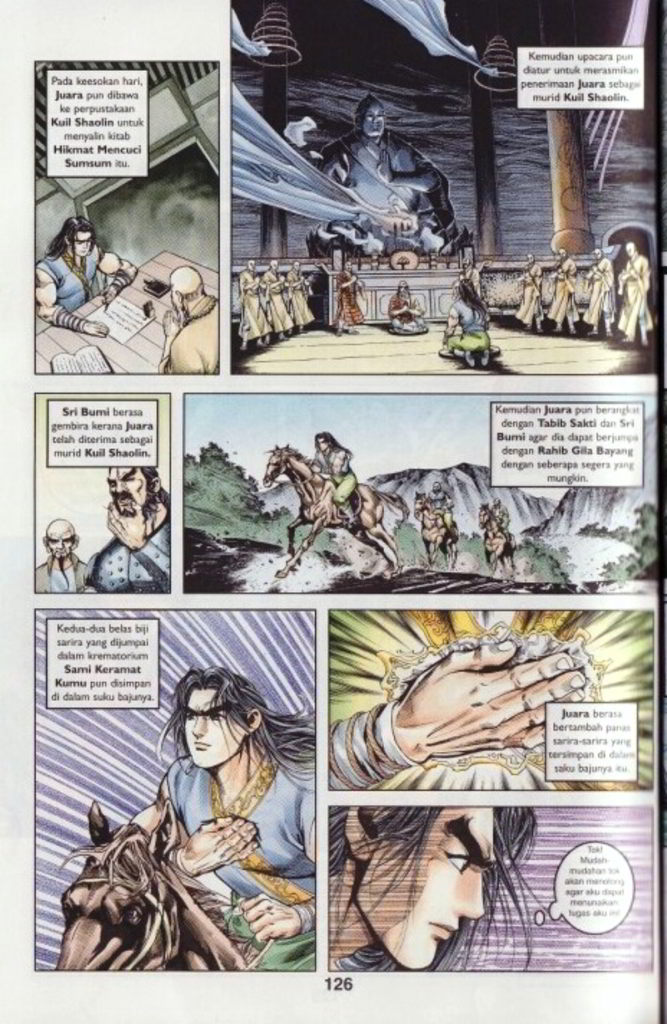 Pada keesokan hari,
Juara pun dibawa
ke perpustakaan
Kuil Shaolin untuk
menyalin kitab
Hikmat Mencuci
Sumsum itu.
Kemudian upacara pun
diatur untuk merasmikan
penerimaan Juara sebagai
murid Kuil Shaolin.
Sri Bumi berasa
gembira kerana Juara
telah diterima sebagai
murid Kuil Shaolin.
Kemudian Juara pun berangkat
dengan Tabib Sakti dan Sri
Bumi agar dia dapat berjumpa
dengan Rahib Gila Bayang
dengan seberapa segera yang
mungkin.
Kedua-dua belas biji
sarira yang dijumpai
dalam krematorium
Sami Keramat
Kumu pun disimpan
di dalam suku bajunya.
Juara berasa
bertambah panas
sarira-sarira yang
tersimpan di dalam
saku bajunya itu.
Tok!
Mudah-
mudahan tok
akan menolong
agar aku dapat
menunaikan
tugas aku ini!
126